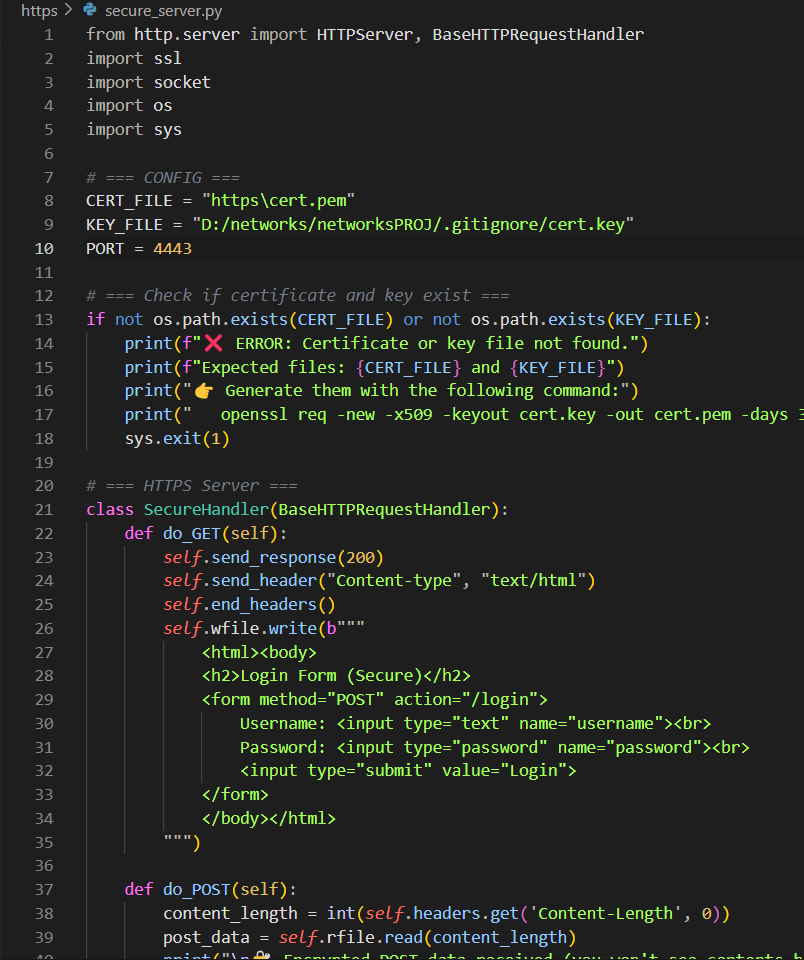 https > secure_server.py
1 from http.server import HTTPServer, BaseHTTPRequestHandler
2 import ssl
3 import socket
4 import os
5 import sys
6
7 # === CONFIG ===
8 CERT_FILE = "https\cert.pem"
9 KEY_FILE = "D:/networks/networksPROJ/.gitignore/cert.key"
10 PORT = 4443
11
12 # === Check if certificate and key exist ===
13 if not os.path.exists(CERT_FILE) or not os.path.exists(KEY_FILE):
14     print(f"❌ ERROR: Certificate or key file not found.")
15     print(f"Expected files: {CERT_FILE} and {KEY_FILE}")
16     print("👉 Generate them with the following command:")
17     print("   openssl req -new -x509 -keyout cert.key -out cert.pem -days
18     sys.exit(1)
19
20 # === HTTPS Server ===
21 class SecureHandler(BaseHTTPRequestHandler):
22     def do_GET(self):
23         self.send_response(200)
24         self.send_header("Content-type", "text/html")
25         self.end_headers()
26         self.wfile.write(b"""
27             <html><body>
28             <h2>Login Form (Secure)</h2>
29             <form method="POST" action="/login">
30                 Username: <input type="text" name="username"><br>
31                 Password: <input type="password" name="password"><br>
32                 <input type="submit" value="Login">
33             </form>
34             </body></html>
35         """)
36
37     def do_POST(self):
38         content_length = int(self.headers.get('Content-Length', 0))
39         post_data = self.rfile.read(content_length)
40         print("\n🔐 Encrypted POST data received (you won't see contents